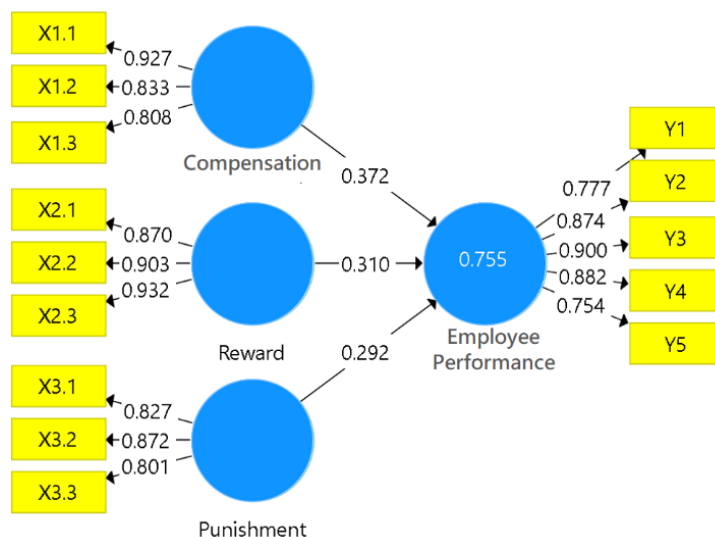 X1.1
0.927
X1.2
0.833
0.808
X1.3
Compensation
0.372
X2.1
0.870
X2.2
0.903
0.932
X2.3
Reward
0.310
X3.1
0.827
X3.2
0.872
0.801
X3.3
Punishment
0.292
0.755
Employee
Performance
Y1
0.777
Y2
0.874
Y3
0.900
Y4
0.882
Y5
0.754